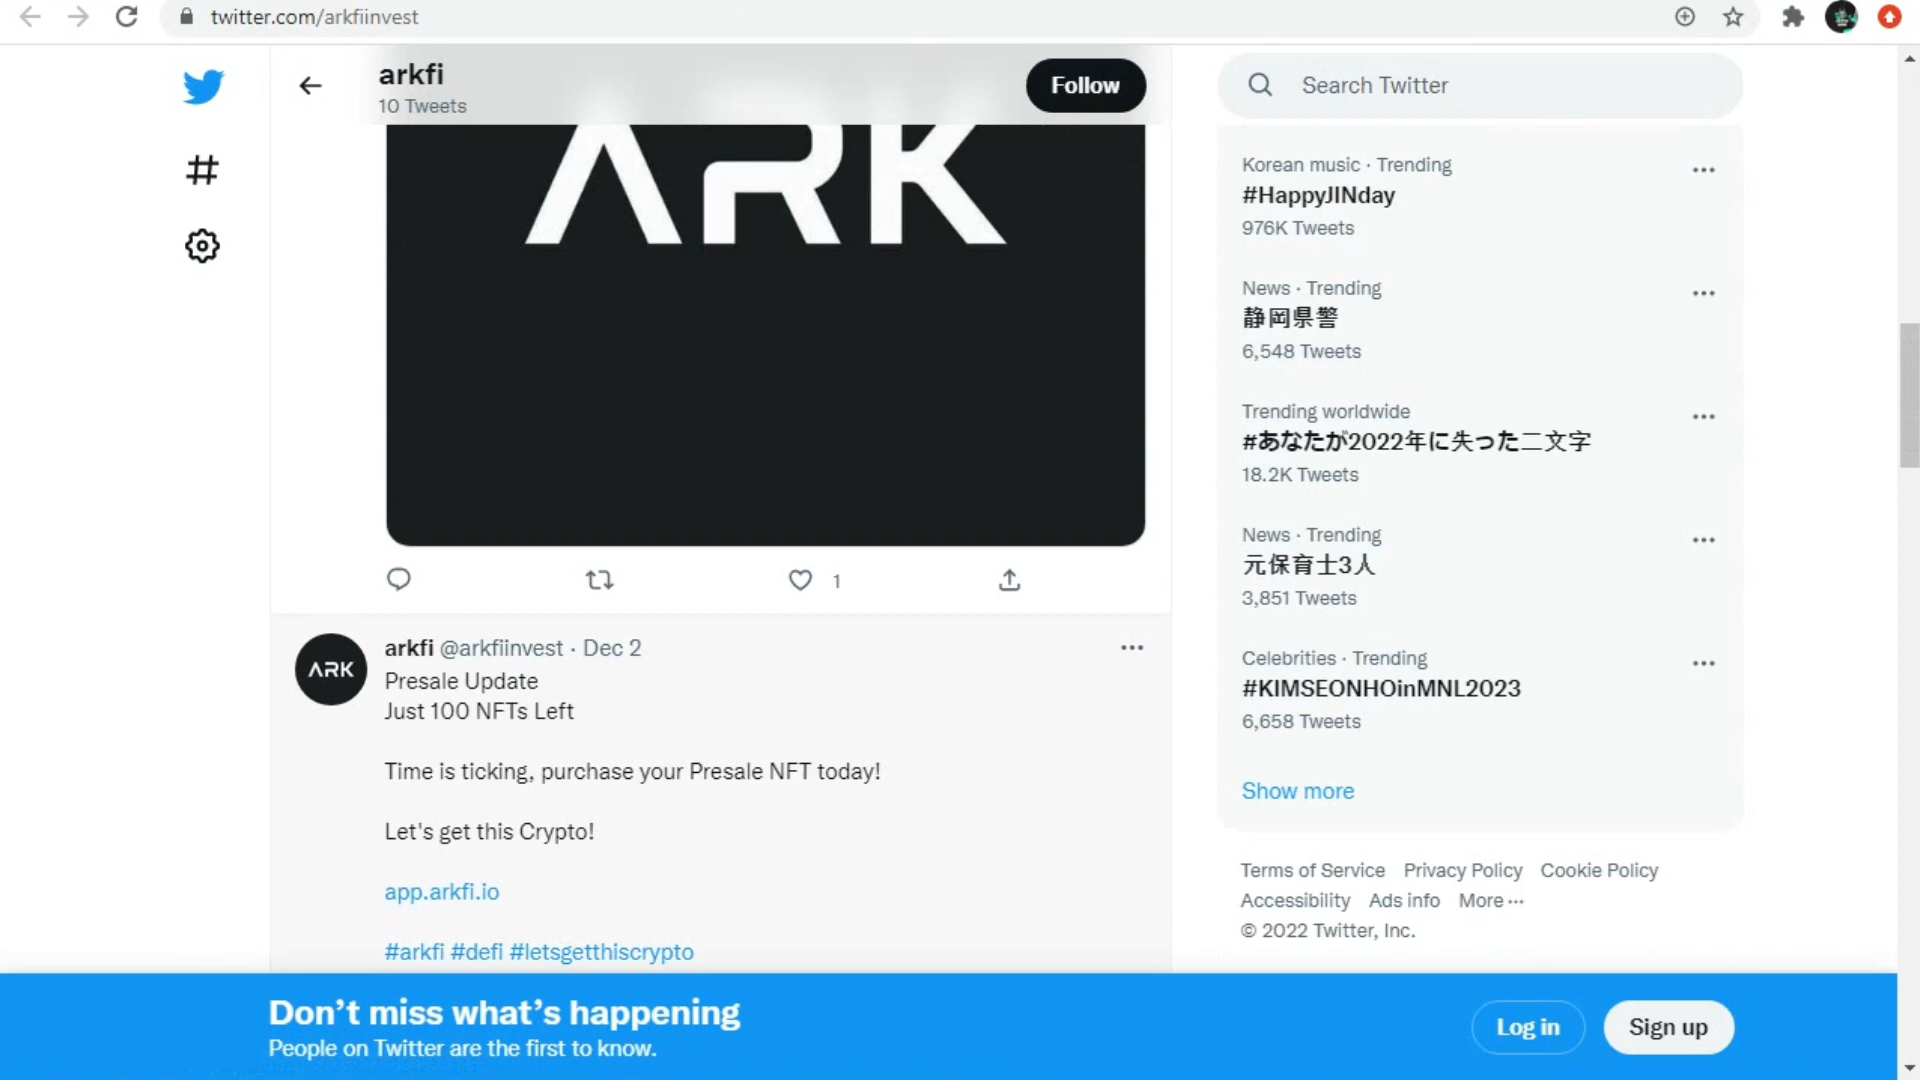 twitter.com/arkfiinvest
arkfi
10 Tweets
Follow
Search Twitter
ARK
Korean music · Trending
#HappyJINday
976K Tweets
News · Trending
静岡県警
6,548 Tweets
Trending worldwide
#あなたが2022年に失った二文字
18.2K Tweets
News · Trending
元保育士3人
3,851 Tweets
Celebrities · Trending
#KIMSEONHOinMNL2023
6,658 Tweets
Show more
1
ARK
arkfi @arkfiinvest · Dec 2
Presale Update
Just 100 NFTs Left
Time is ticking, purchase your Presale NFT today!
Let's get this Crypto!
app.arkfi.io
#arkfi #defi #letsgetthiscrypto
Terms of Service Privacy Policy Cookie Policy
Accessibility Ads info More ...
© 2022 Twitter, Inc.
Don’t miss what’s happening
People on Twitter are the first to know.
Log in
Sign up